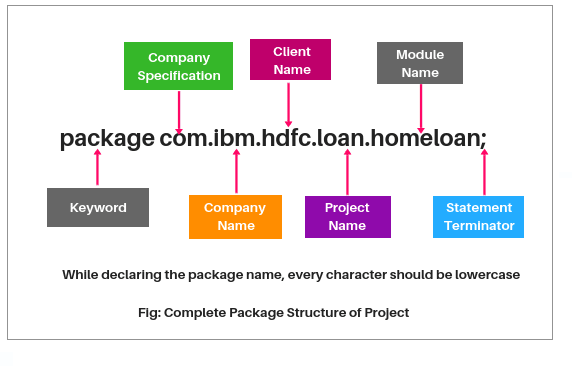 Company
Specification
Client
Name
Module
Name
package com.ibm.hdfc.loan.homeloan;
Keyword
Company
Name
Project
Name
Statement
Terminator
While declaring the package name, every character should be lowercase
Fig: Complete Package Structure of Project